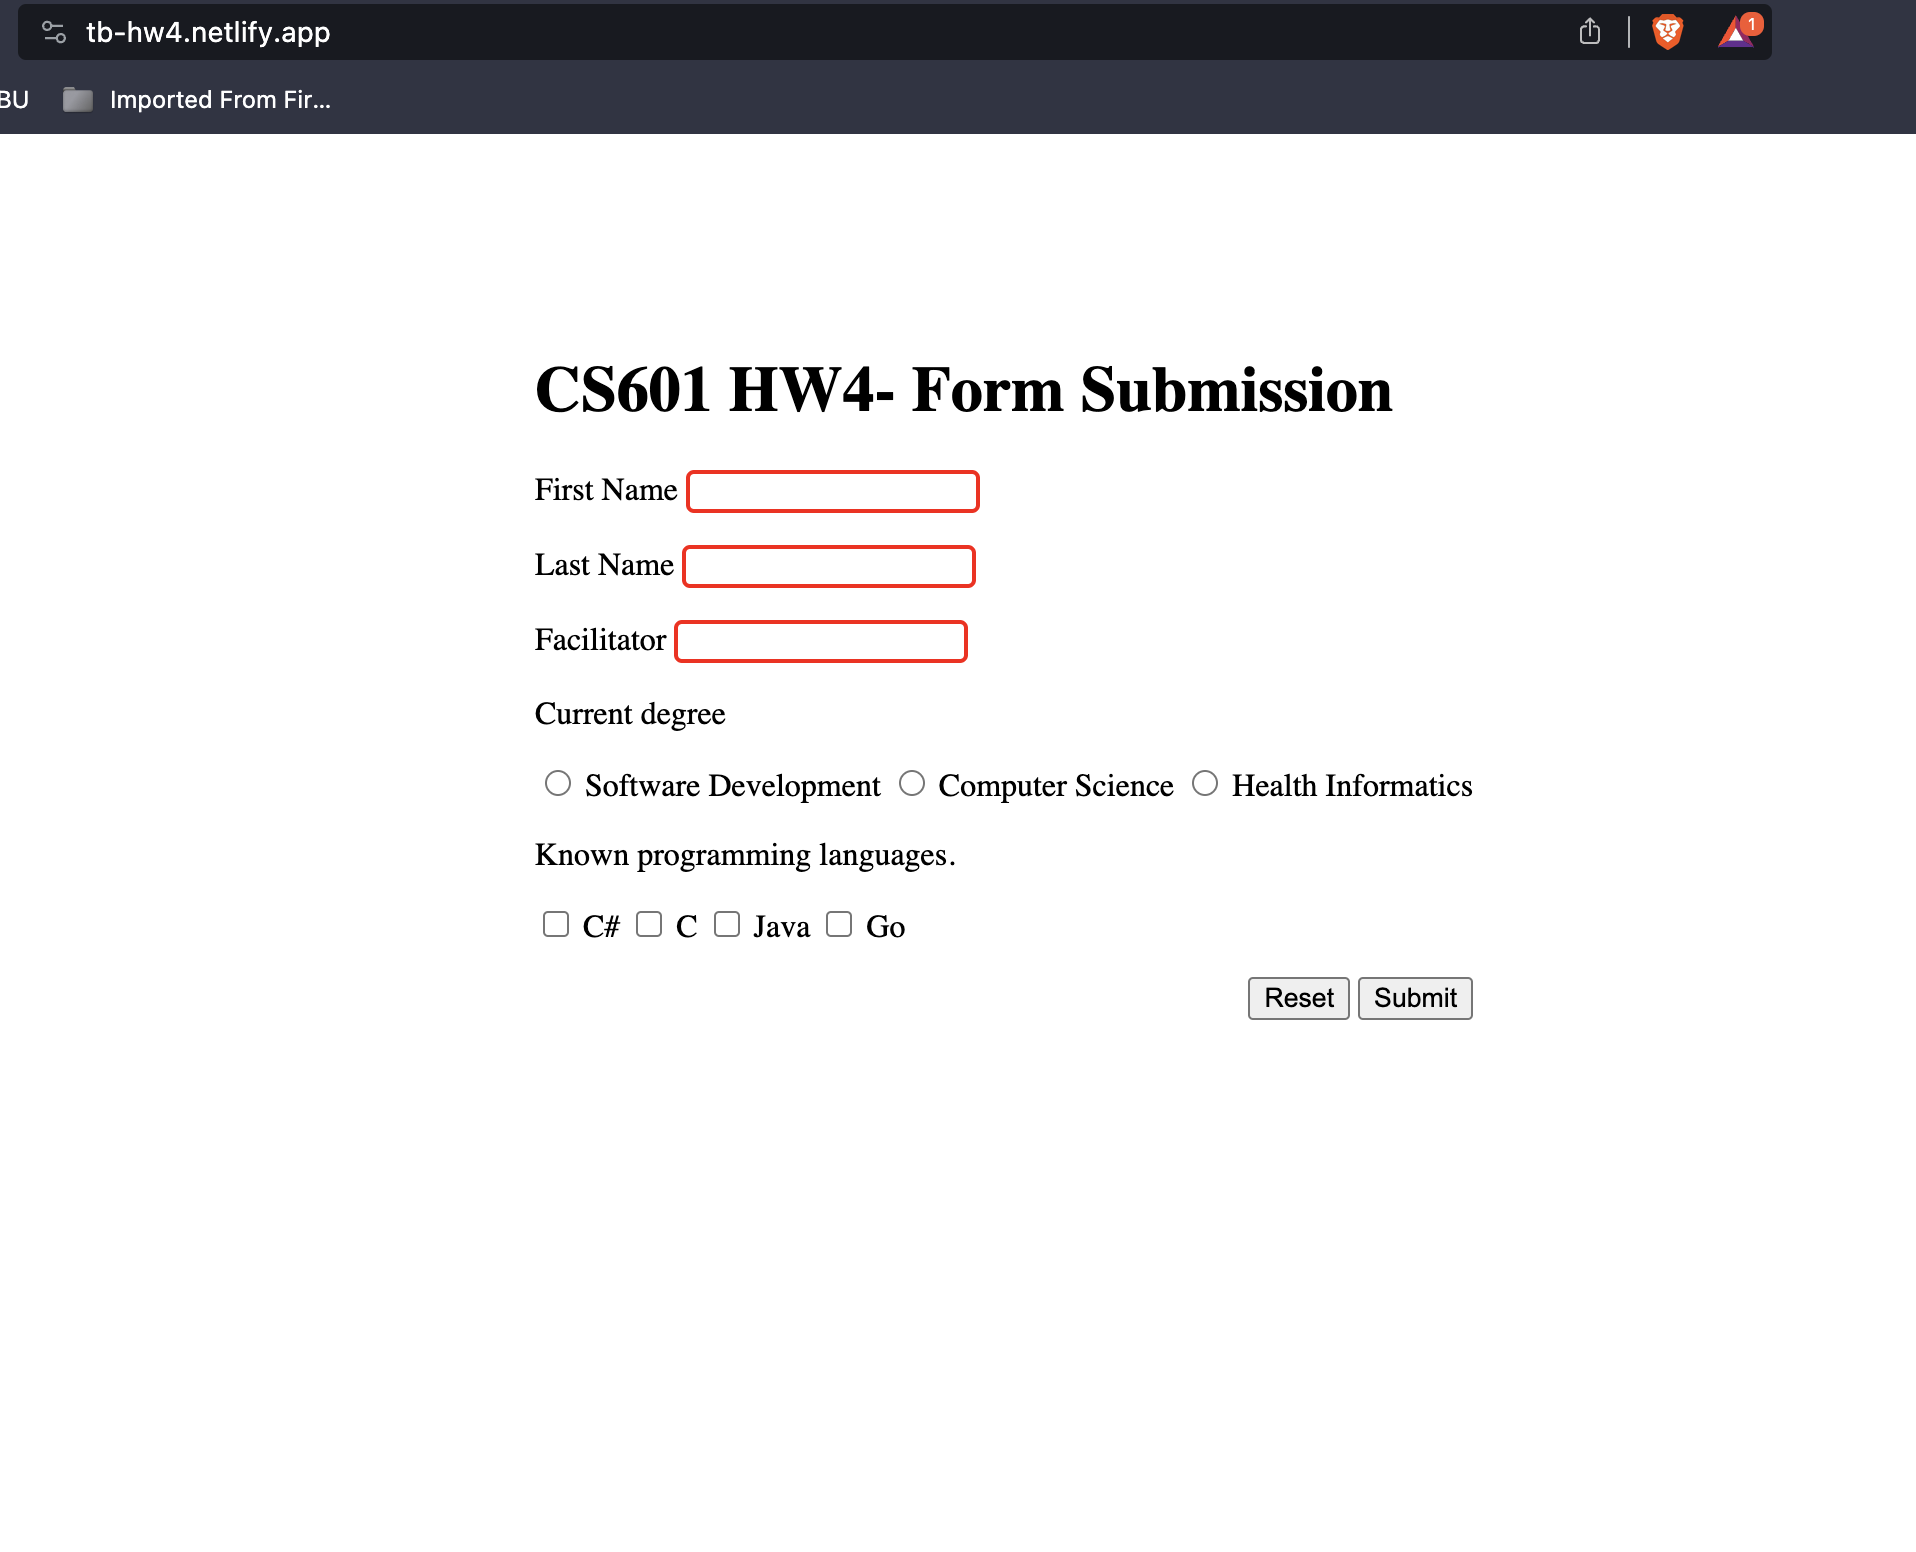 tb-hw4.netlify.app
1
BU
Imported From Fir...
CS601 HW4- Form Submission
First Name
Last Name
Facilitator
Current degree
Software Development Computer Science Health Informatics
Known programming languages.
C# C Java Go
Reset Submit